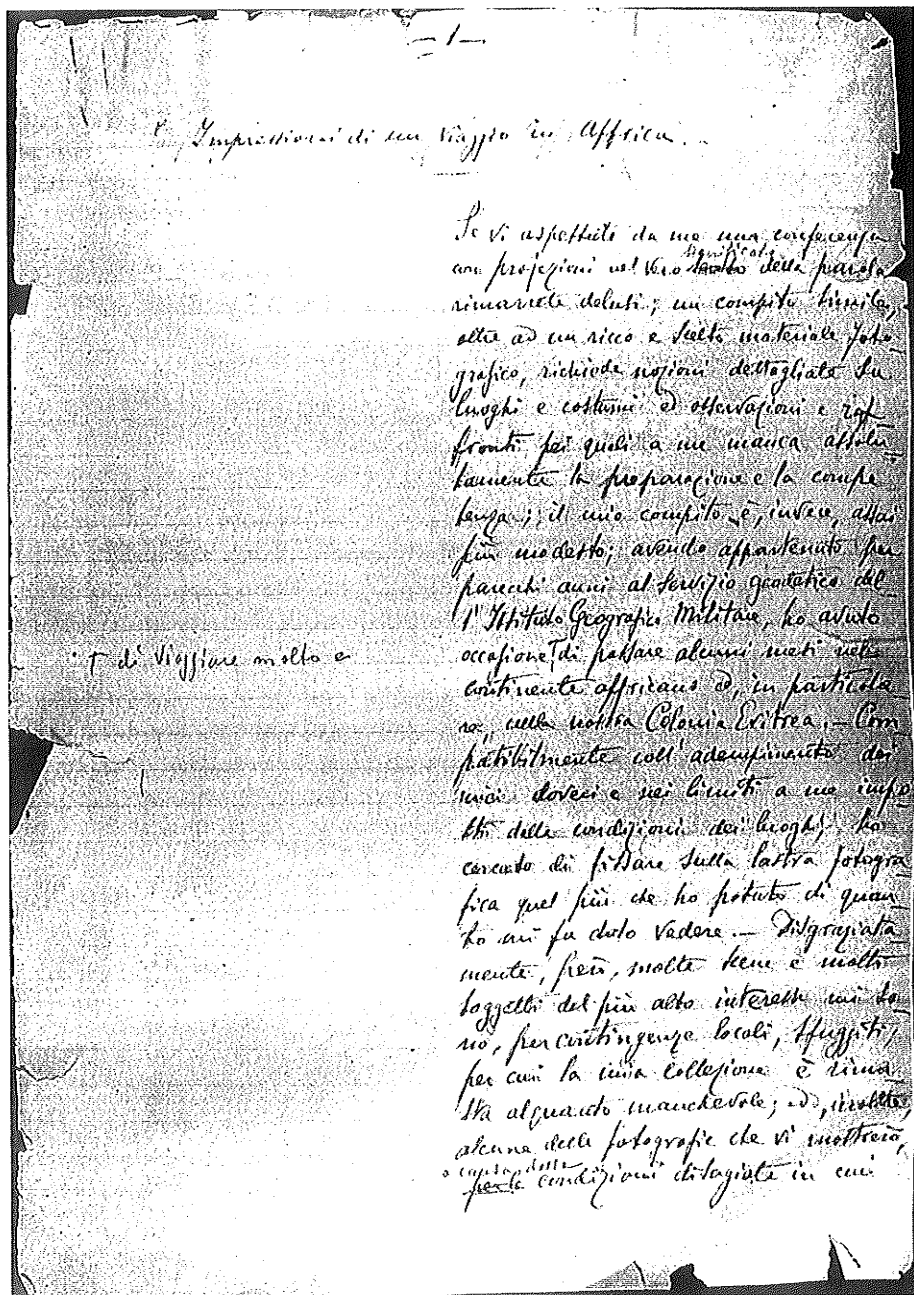 — 1 —
Impressioni di un viaggio in Affrica.
Se vi aspettate da me una conferenza
significato
con projezioni nel vero senso della parola
rimarrete delusi; un compito simile,
oltre ad un ricco e scelto materiale foto-
grafico, richiede nozioni dettagliate su
luoghi e costumi ed osservazioni e raf-
fronti pei quali a me manca assolu-
tamente la preparazione e la compe
tenza; il mio compito è, invece, assai
più modesto; avendo appartenuto per
parecchi anni al servizio geodetico del
l'Istituto Geografico Militare, ho avuto
occasione di passare alcuni mesi nel
di viaggiare molto e
continente affricano ed, in particola
re, nella nostra Colonia Eritrea. — Com
patibilmente coll'adempimento dei
miei doveri e nei limiti a me impo
sti dalle condizioni dei luoghi, ho
cercato di fissare sulla lastra fotogra
fica quel più che ho potuto di quan
to mi fu dato vedere. — Disgraziata
mente, però, molte scene e molti
soggetti del più alto interesse mi so
no, per contingenze locali, sfuggiti;
per cui la mia collezione è rima
sta alquanto manchevole; ed, inoltre,
alcune delle fotografie che vi mostrerò,
a causa delle
per le condizioni disagiate in cui